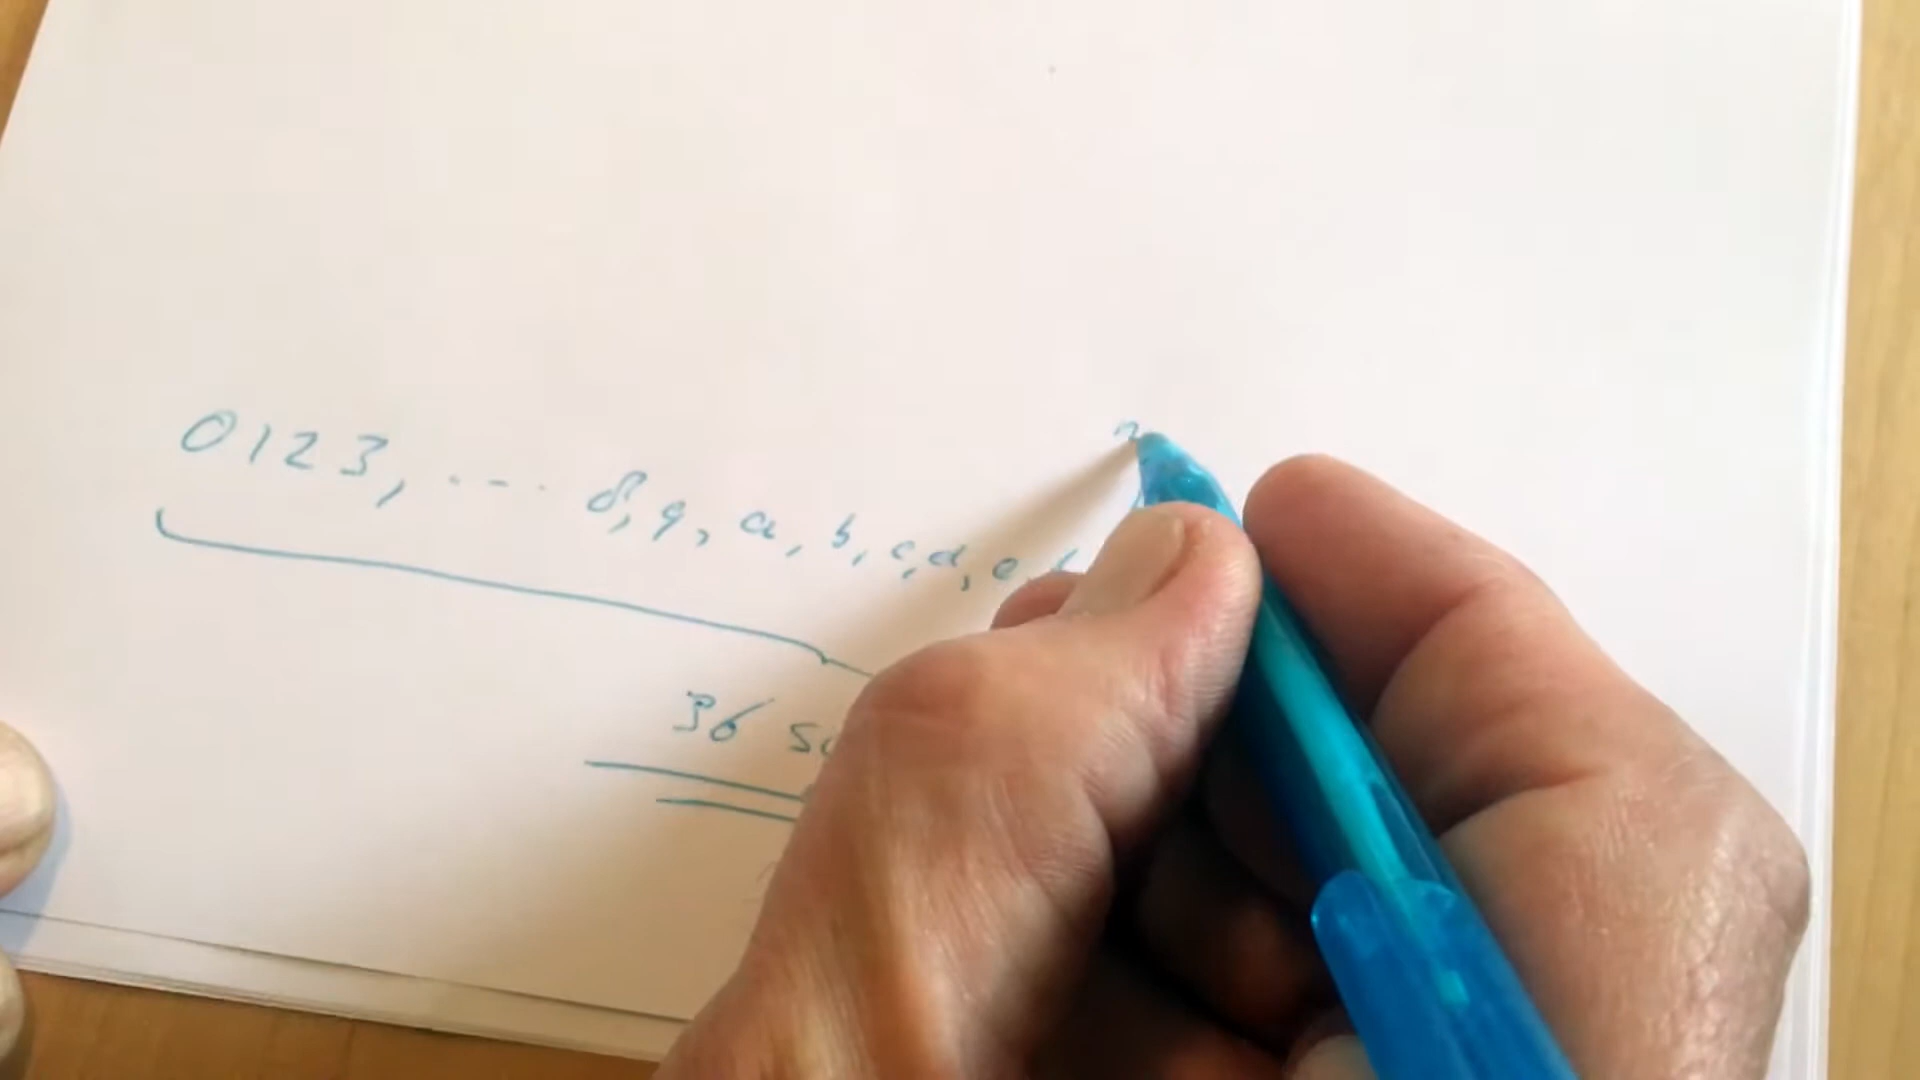 0123, ... 8, 9, a, b, c, d, e,
36